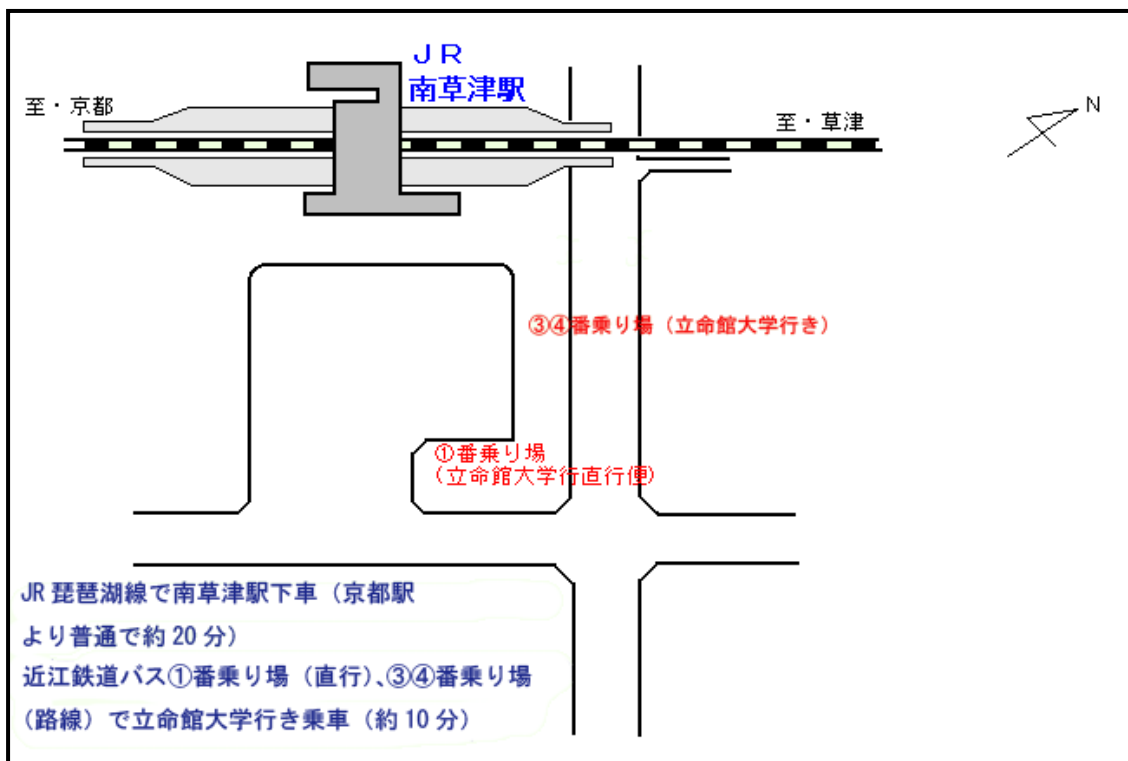 JR
南草津駅
至・京都
至・草津
N
③④番乗り場（立命館大学行き）
①番乗り場
（立命館大学行直行便）
JR 琵琶湖線で南草津駅下車（京都駅
より普通で約 20 分）
近江鉄道バス①番乗り場（直行）、③④番乗り場
（路線）で立命館大学行き乗車（約 10 分）